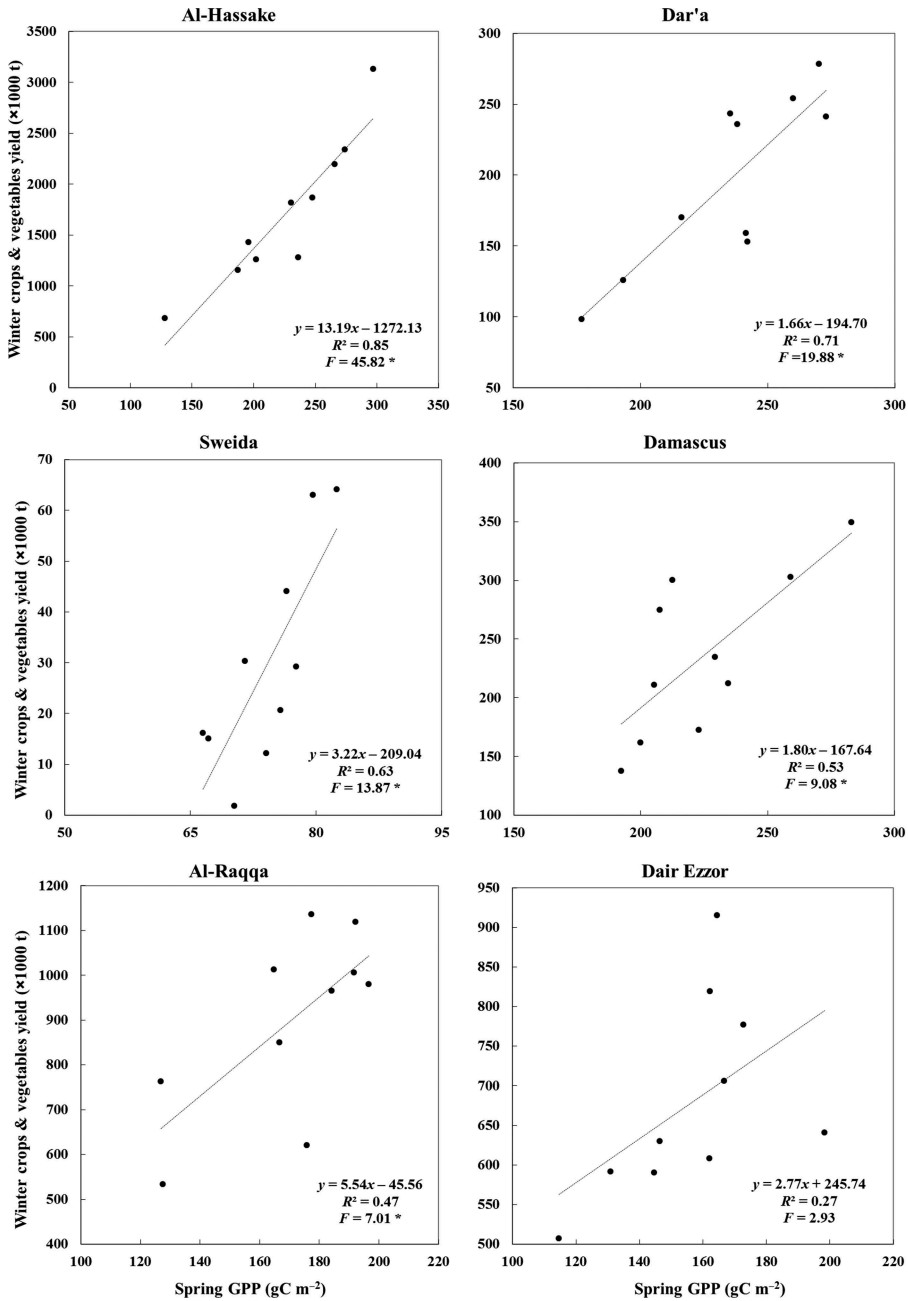 Al-Hassake
Winter crops & vegetables yield (×1000 t)
3500
3000
2500
2000
1500
1000
500
0
50
100
150
200
250
300
350
y = 13.19x − 1272.13
R² = 0.85
F = 45.82 *
Dar'a
300
250
200
150
100
50
150
200
250
300
y = 1.66x − 194.70
R² = 0.71
F =19.88 *
Sweida
Winter crops & vegetables yield (×1000 t)
70
60
50
40
30
20
10
0
50
65
80
95
y = 3.22x − 209.04
R² = 0.63
F = 13.87 *
Damascus
400
350
300
250
200
150
100
150
200
250
300
y = 1.80x − 167.64
R² = 0.53
F = 9.08 *
Al-Raqqa
Winter crops & vegetables yield (×1000 t)
1200
1100
1000
900
800
700
600
500
400
100
120
140
160
180
200
220
y = 5.54x − 45.56
R² = 0.47
F = 7.01 *
Spring GPP (gC m⁻²)
Dair Ezzor
950
900
850
800
750
700
650
600
550
500
100
120
140
160
180
200
220
y = 2.77x + 245.74
R² = 0.27
F = 2.93
Spring GPP (gC m⁻²)